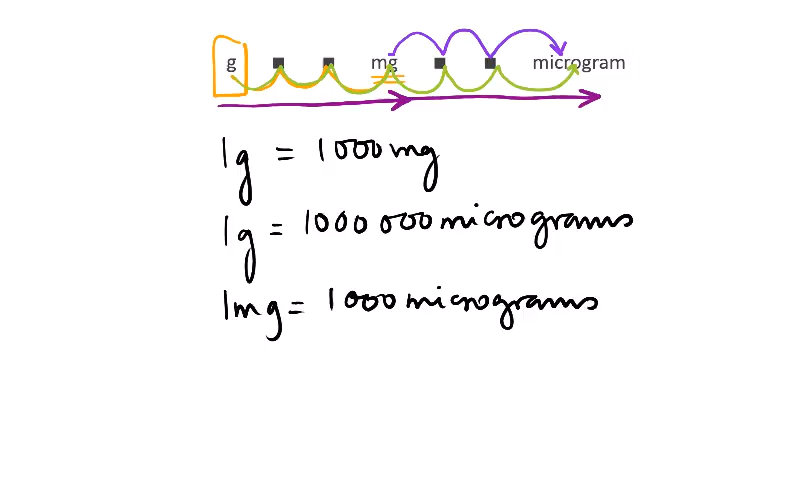 g ■ ■ mg ■ ■ microgram
1g = 1000mg
1g = 1000 000 micrograms
1mg = 1000 micrograms